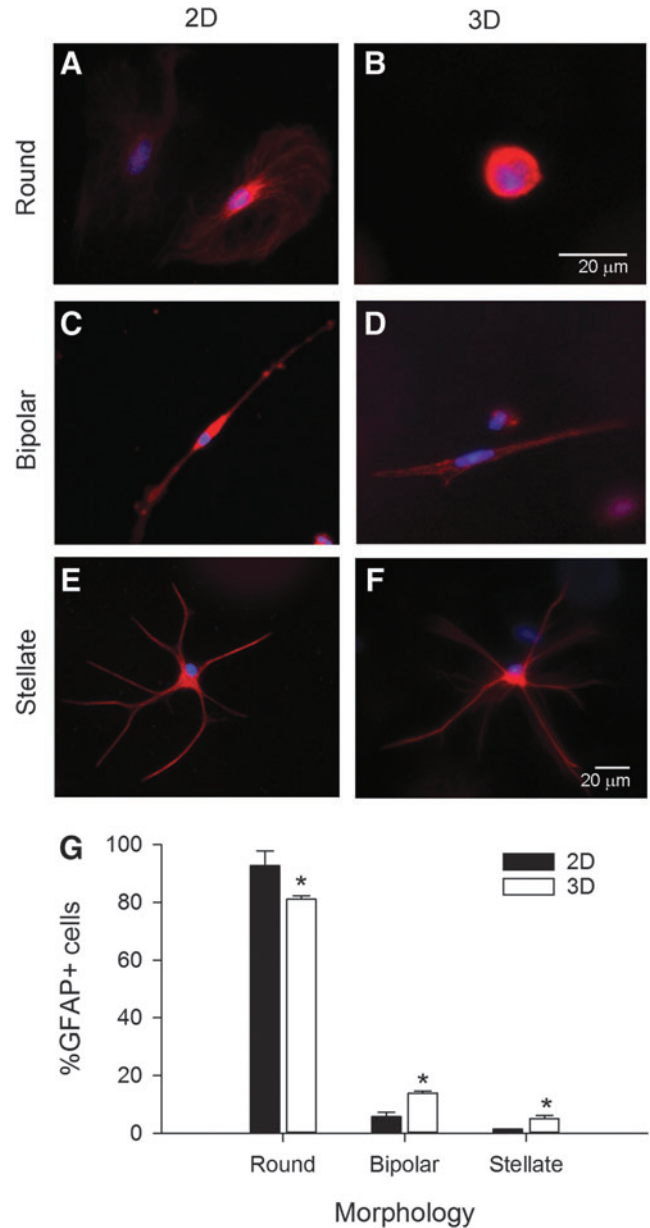 2D 3D
Round
A
B
20 μm
Bipolar
C
D
Stellate
E
F
20 μm
G
%GFAP+ cells
100
80
60
40
20
0
* * *
2D
3D
Round Bipolar Stellate
Morphology